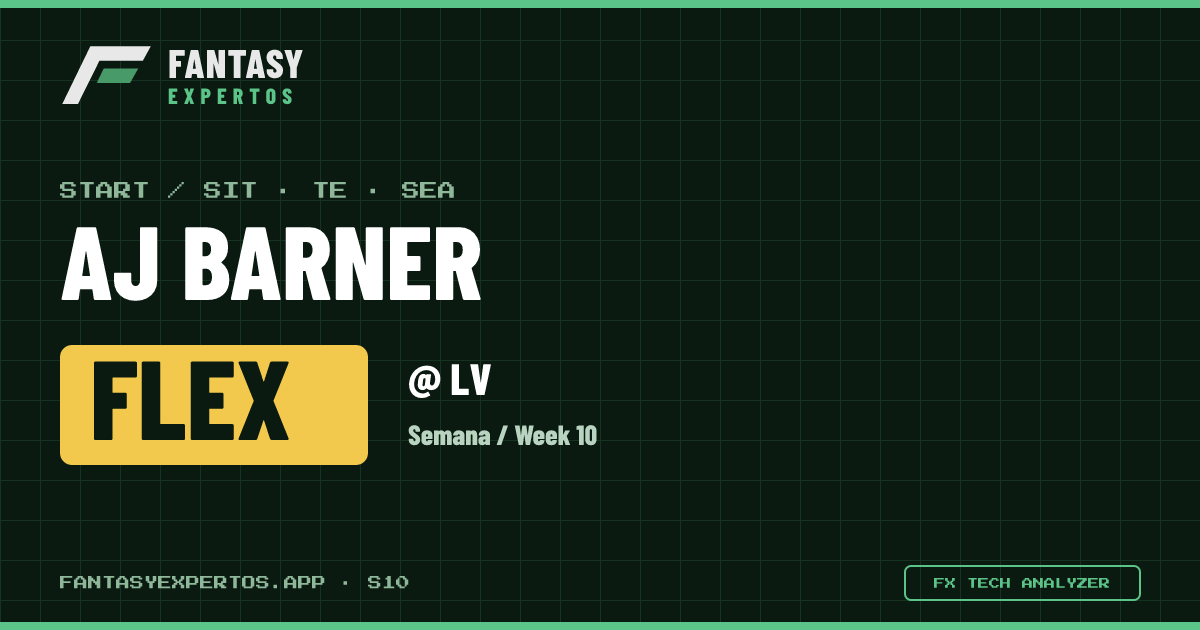 FANTASY
EXPERTOS
START / SIT · TE · SEA
AJ BARNER
FLEX
@ LV
Semana / Week 10
FANTASYEXPERTOS.APP · S10
FX TECH ANALYZER